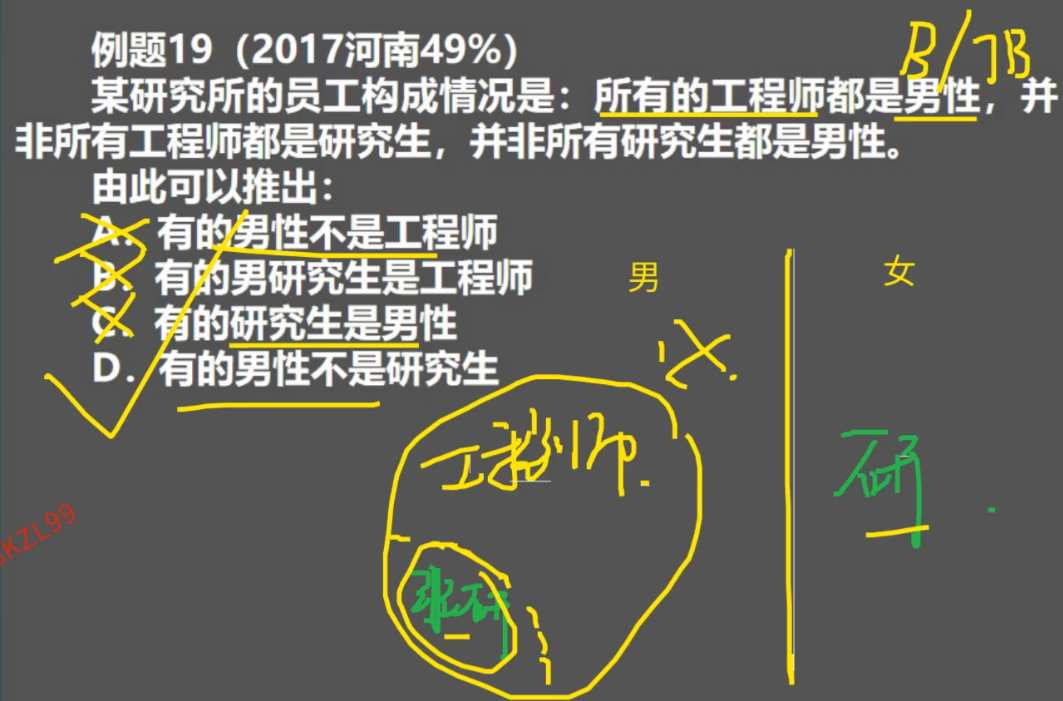 例题19（2017河南49%）
B/7B
某研究所的员工构成情况是：所有的工程师都是男性，并
非所有工程师都是研究生，并非所有研究生都是男性。
由此可以推出：
A．有的男性不是工程师
B．有的男研究生是工程师
C．有的研究生是男性
D．有的男性不是研究生
男
女
工程师.
研
KZL99